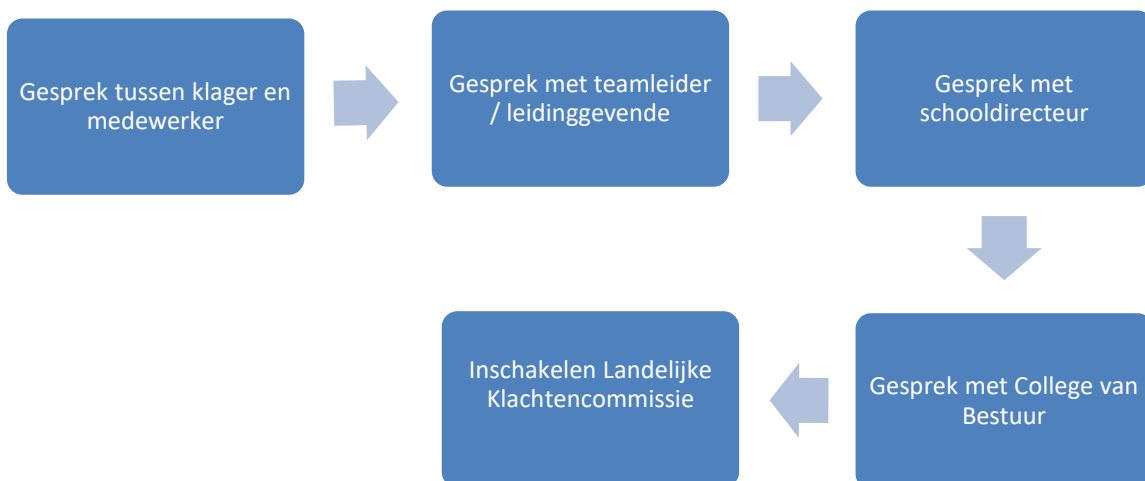 Gesprek tussen klager en
medewerker
Gesprek met teamleider
/ leidinggevende
Gesprek met
schooldirecteur
Gesprek met College van
Bestuur
Inschakelen Landelijke
Klachtencommissie